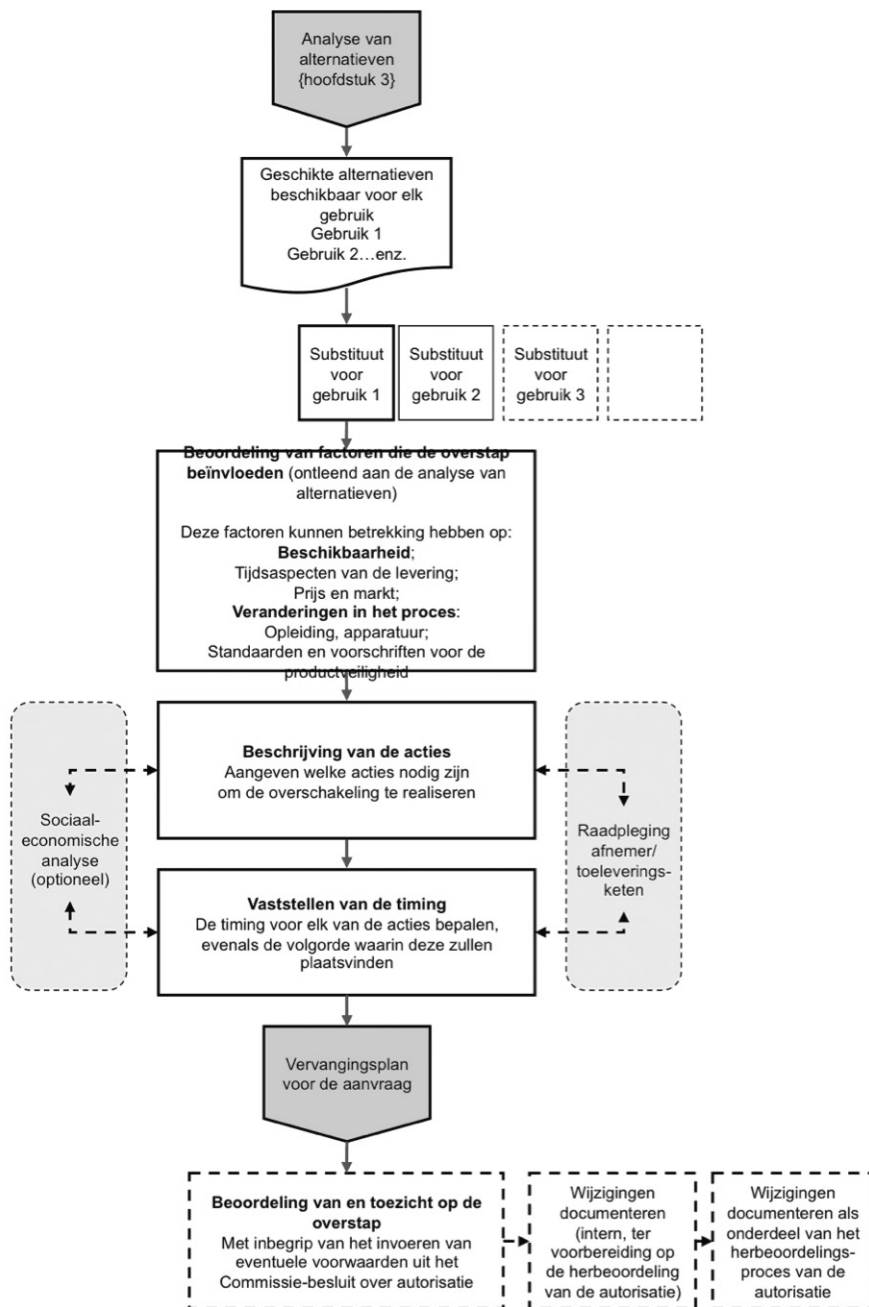 Analyse van
alternatieven
{hoofdstuk 3}
Geschikte alternatieven
beschikbaar voor elk
gebruik
Gebruik 1
Gebruik 2…enz.
Substituut
voor
gebruik 1
Substituut
voor
gebruik 2
Substituut
voor
gebruik 3
Beoordeling van factoren die de overstap
beïnvloeden (ontleend aan de analyse van
alternatieven)
Deze factoren kunnen betrekking hebben op:
Beschikbaarheid;
Tijdsaspecten van de levering;
Prijs en markt;
Veranderingen in het proces:
Opleiding, apparatuur;
Standaarden en voorschriften voor de
productveiligheid
Beschrijving van de acties
Aangeven welke acties nodig zijn
om de overschakeling te realiseren
Sociaal-
economische
analyse
(optioneel)
Raadpleging
afnemer/
toeleverings-
keten
Vaststellen van de timing
De timing voor elk van de acties bepalen,
evenals de volgorde waarin deze zullen
plaatsvinden
Vervangingsplan
voor de aanvraag
Beoordeling van en toezicht op de
overstap
Met inbegrip van het invoeren van
eventuele voorwaarden uit het
Commissie-besluit over autorisatie
Wijzigingen
documenteren
(intern, ter
voorbereiding op
de herbeoordeling
van de autorisatie)
Wijzigingen
documenteren als
onderdeel van het
herbeoordelings-
proces van de
autorisatie